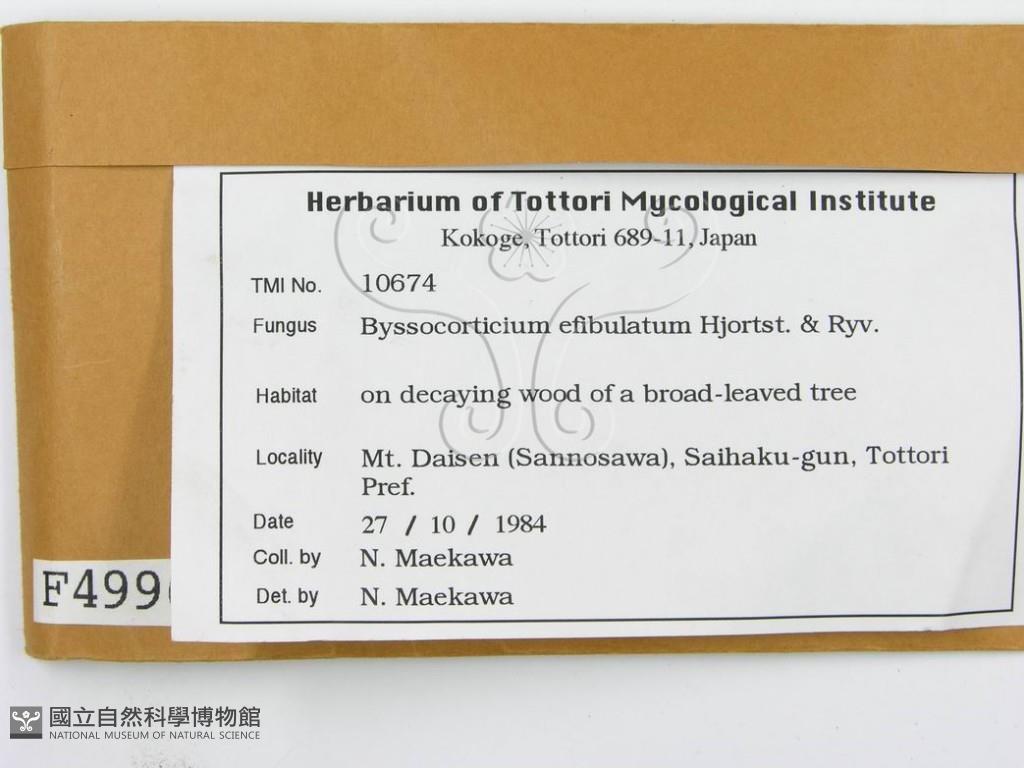 Herbarium of Tottori Mycological Institute
Kokoge, Tottori 689-11, Japan
TMI No. 10674
Fungus Byssocorticium efibulatum Hjortst. & Ryv.
Habitat on decaying wood of a broad-leaved tree
Locality Mt. Daisen (Sannosawa), Saihaku-gun, Tottori
Pref.
Date 27 / 10 / 1984
Coll. by N. Maekawa
Det. by N. Maekawa
F499
國立自然科學博物館
NATIONAL MUSEUM OF NATURAL SCIENCE